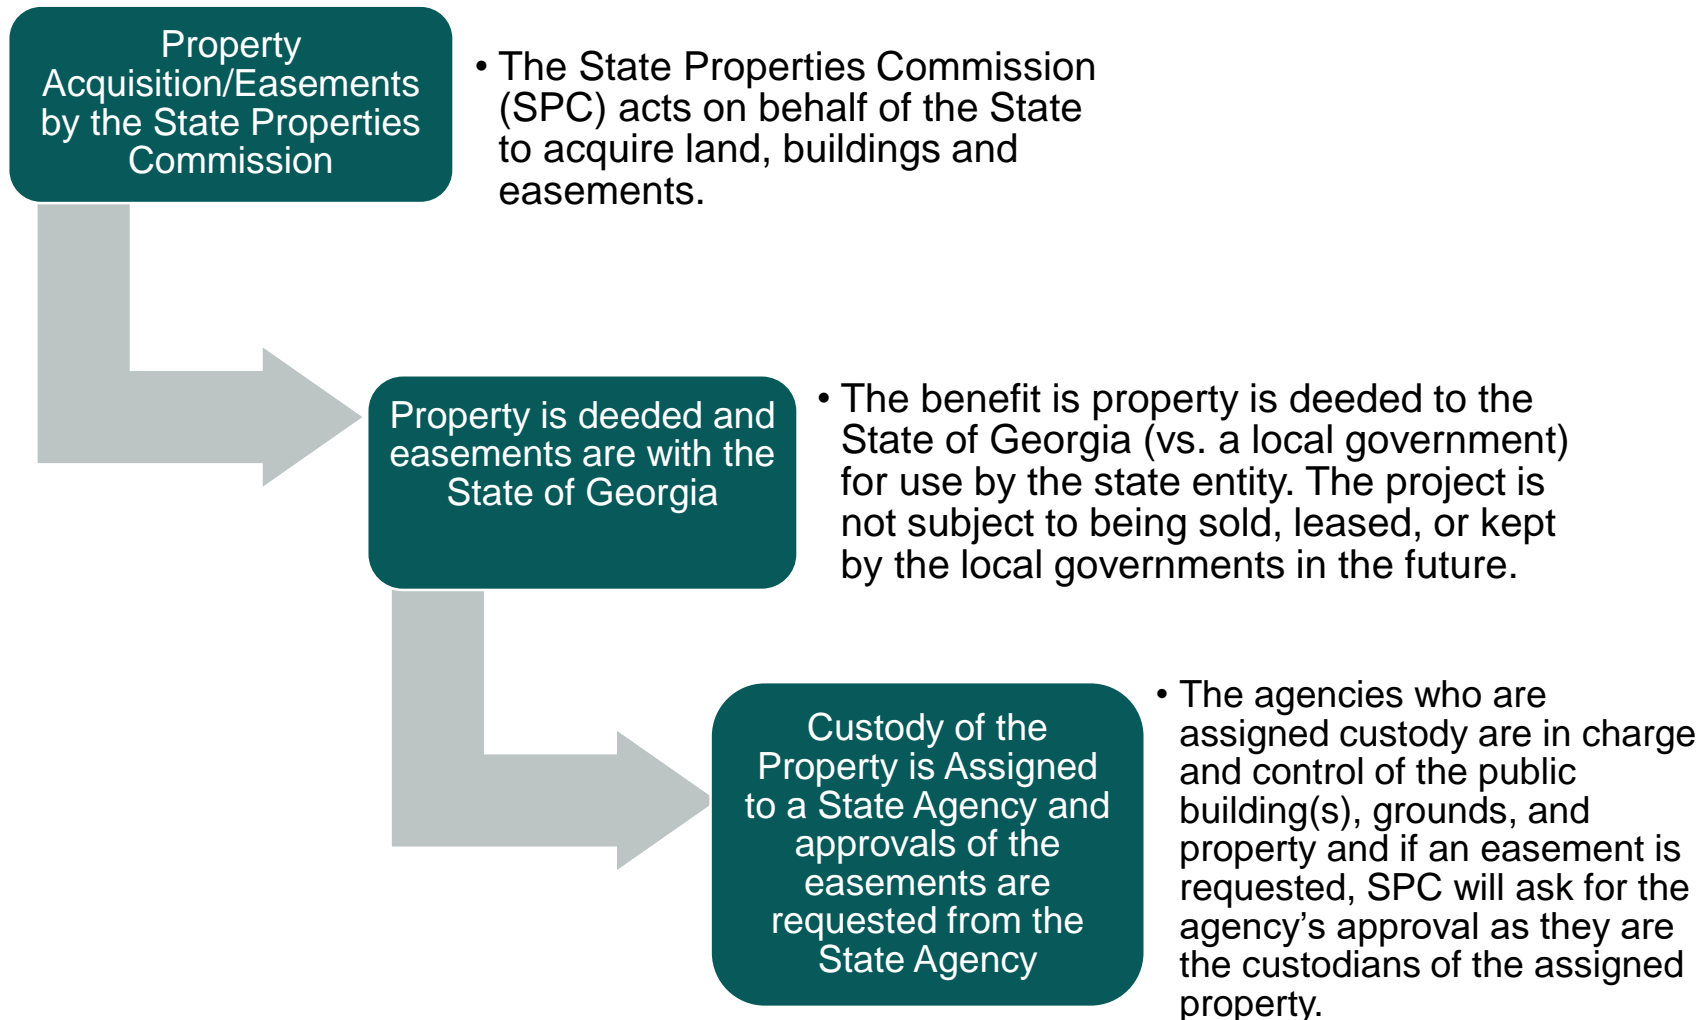 Property
Acquisition/Easements
by the State Properties
Commission
• The State Properties Commission
(SPC) acts on behalf of the State
to acquire land, buildings and
easements.
Property is deeded and
easements are with the
State of Georgia
• The benefit is property is deeded to the
State of Georgia (vs. a local government)
for use by the state entity. The project is
not subject to being sold, leased, or kept
by the local governments in the future.
Custody of the
Property is Assigned
to a State Agency and
approvals of the
easements are
requested from the
State Agency
• The agencies who are
assigned custody are in charge
and control of the public
building(s), grounds, and
property and if an easement is
requested, SPC will ask for the
agency’s approval as they are
the custodians of the assigned
property.